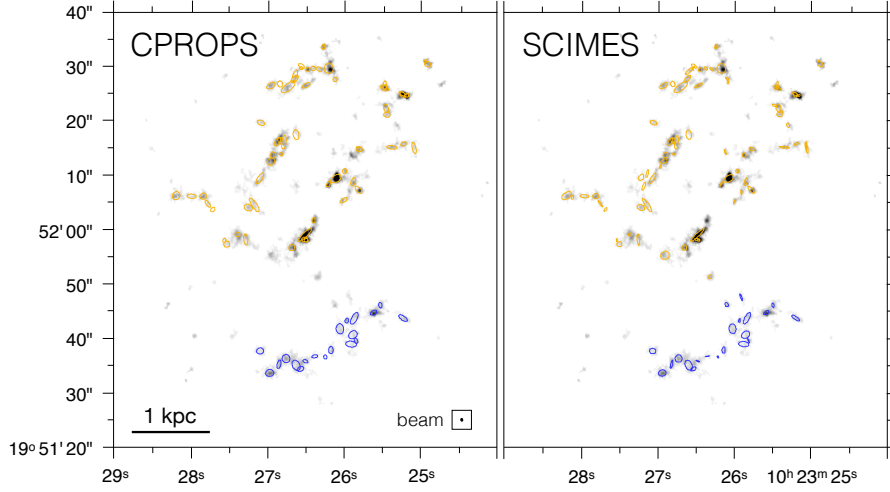 CPROPS
SCIMES
40"
30"
20"
10"
52' 00"
50"
40"
30"
19º 51' 20"
1 kpc
beam
29ˢ 28ˢ 27ˢ 26ˢ 25ˢ
28ˢ 27ˢ 26ˢ 10ʰ 23ᵐ 25ˢ